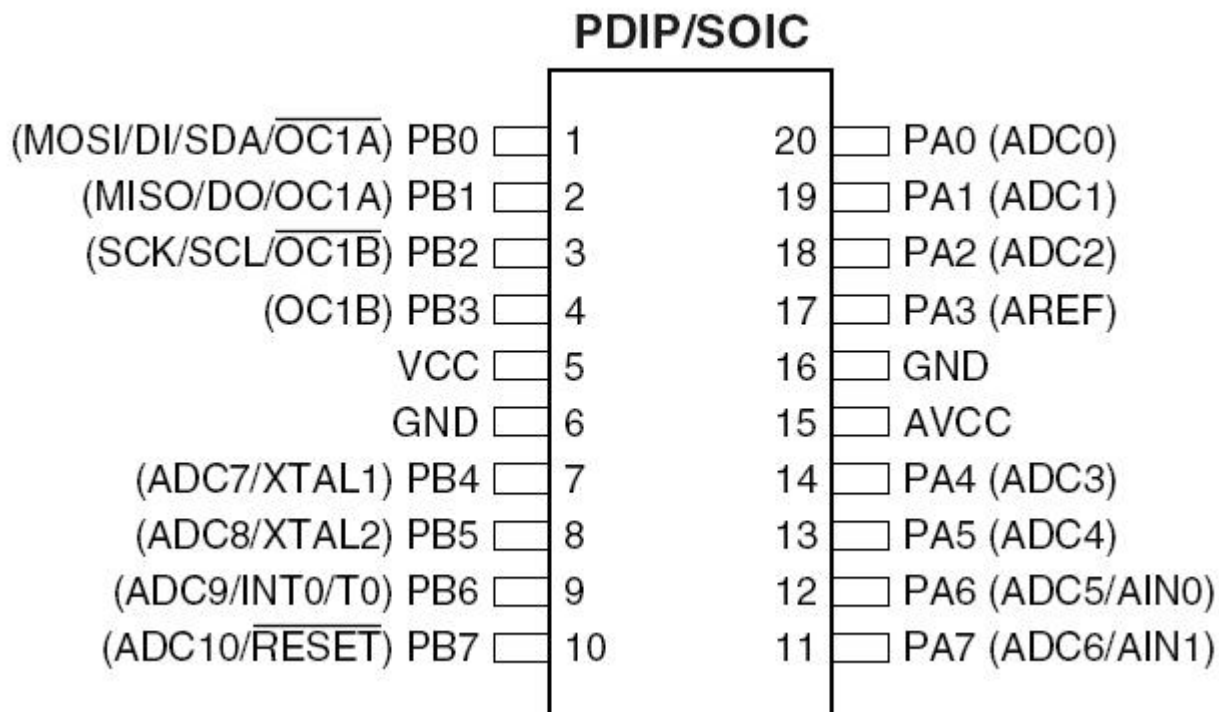 PDIP/SOIC
(MOSI/DI/SDA/O̅C̅1̅A̅) PB0 1 20 PA0 (ADC0)
(MISO/DO/OC1A) PB1 2 19 PA1 (ADC1)
(SCK/SCL/O̅C̅1̅B̅) PB2 3 18 PA2 (ADC2)
(OC1B) PB3 4 17 PA3 (AREF)
VCC 5 16 GND
GND 6 15 AVCC
(ADC7/XTAL1) PB4 7 14 PA4 (ADC3)
(ADC8/XTAL2) PB5 8 13 PA5 (ADC4)
(ADC9/INT0/T0) PB6 9 12 PA6 (ADC5/AIN0)
(ADC10/R̅E̅S̅E̅T̅) PB7 10 11 PA7 (ADC6/AIN1)